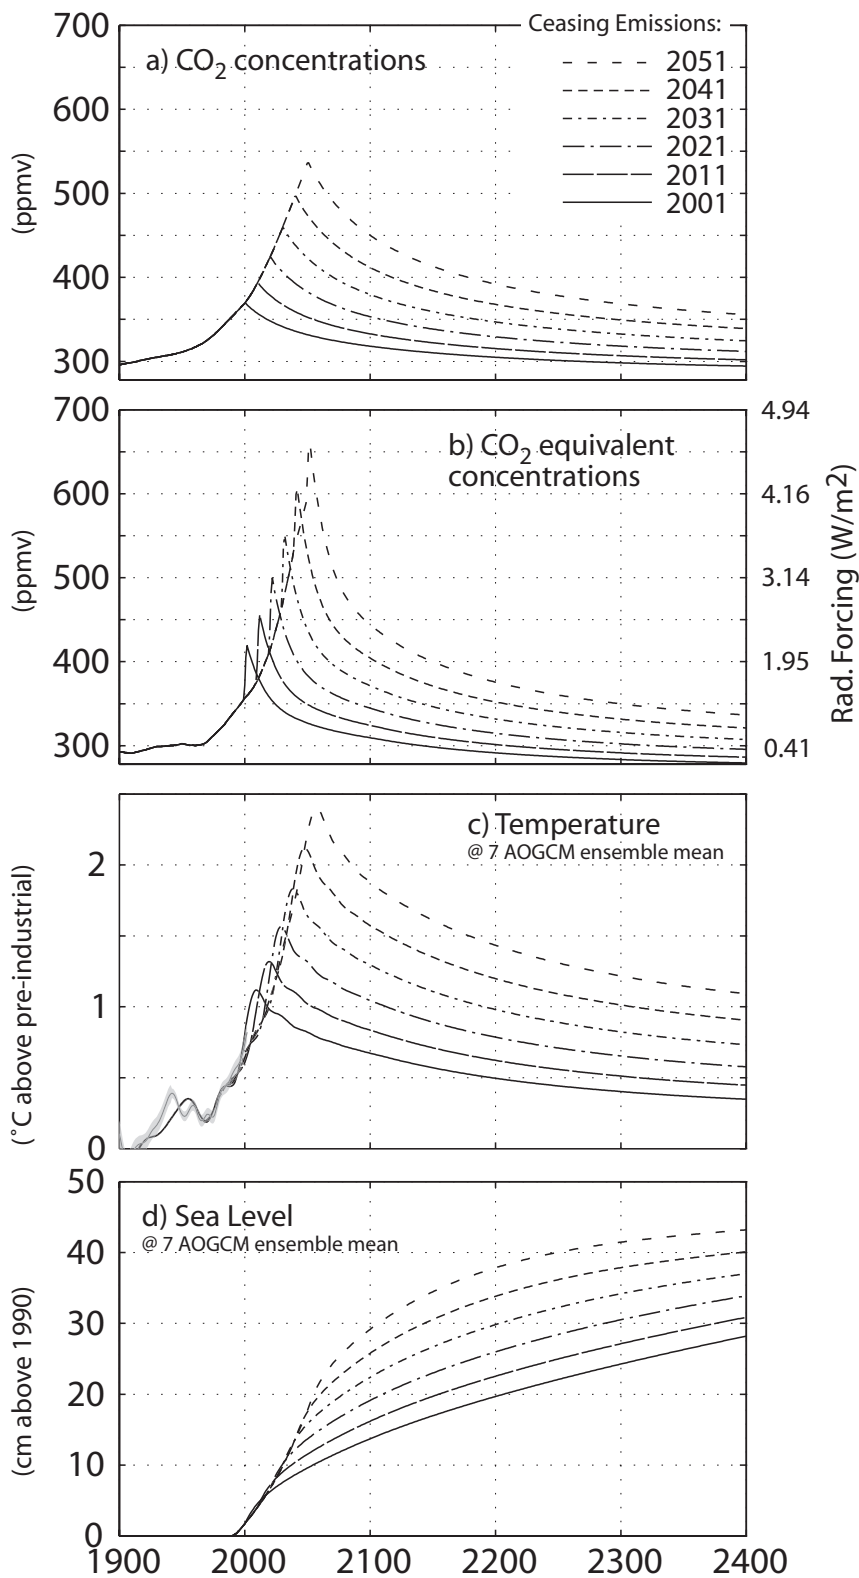 Ceasing Emissions:
2051
2041
2031
2021
2011
2001
a) CO2 concentrations
700
600
500
400
300
(ppmv)
b) CO2 equivalent
concentrations
700
600
500
400
300
(ppmv)
4.94
4.16
3.14
1.95
0.41
Rad. Forcing (W/m2)
c) Temperature
@ 7 AOGCM ensemble mean
2
1
0
(˚C above pre-industrial)
d) Sea Level
@ 7 AOGCM ensemble mean
50
40
30
20
10
0
(cm above 1990)
1900 2000 2100 2200 2300 2400